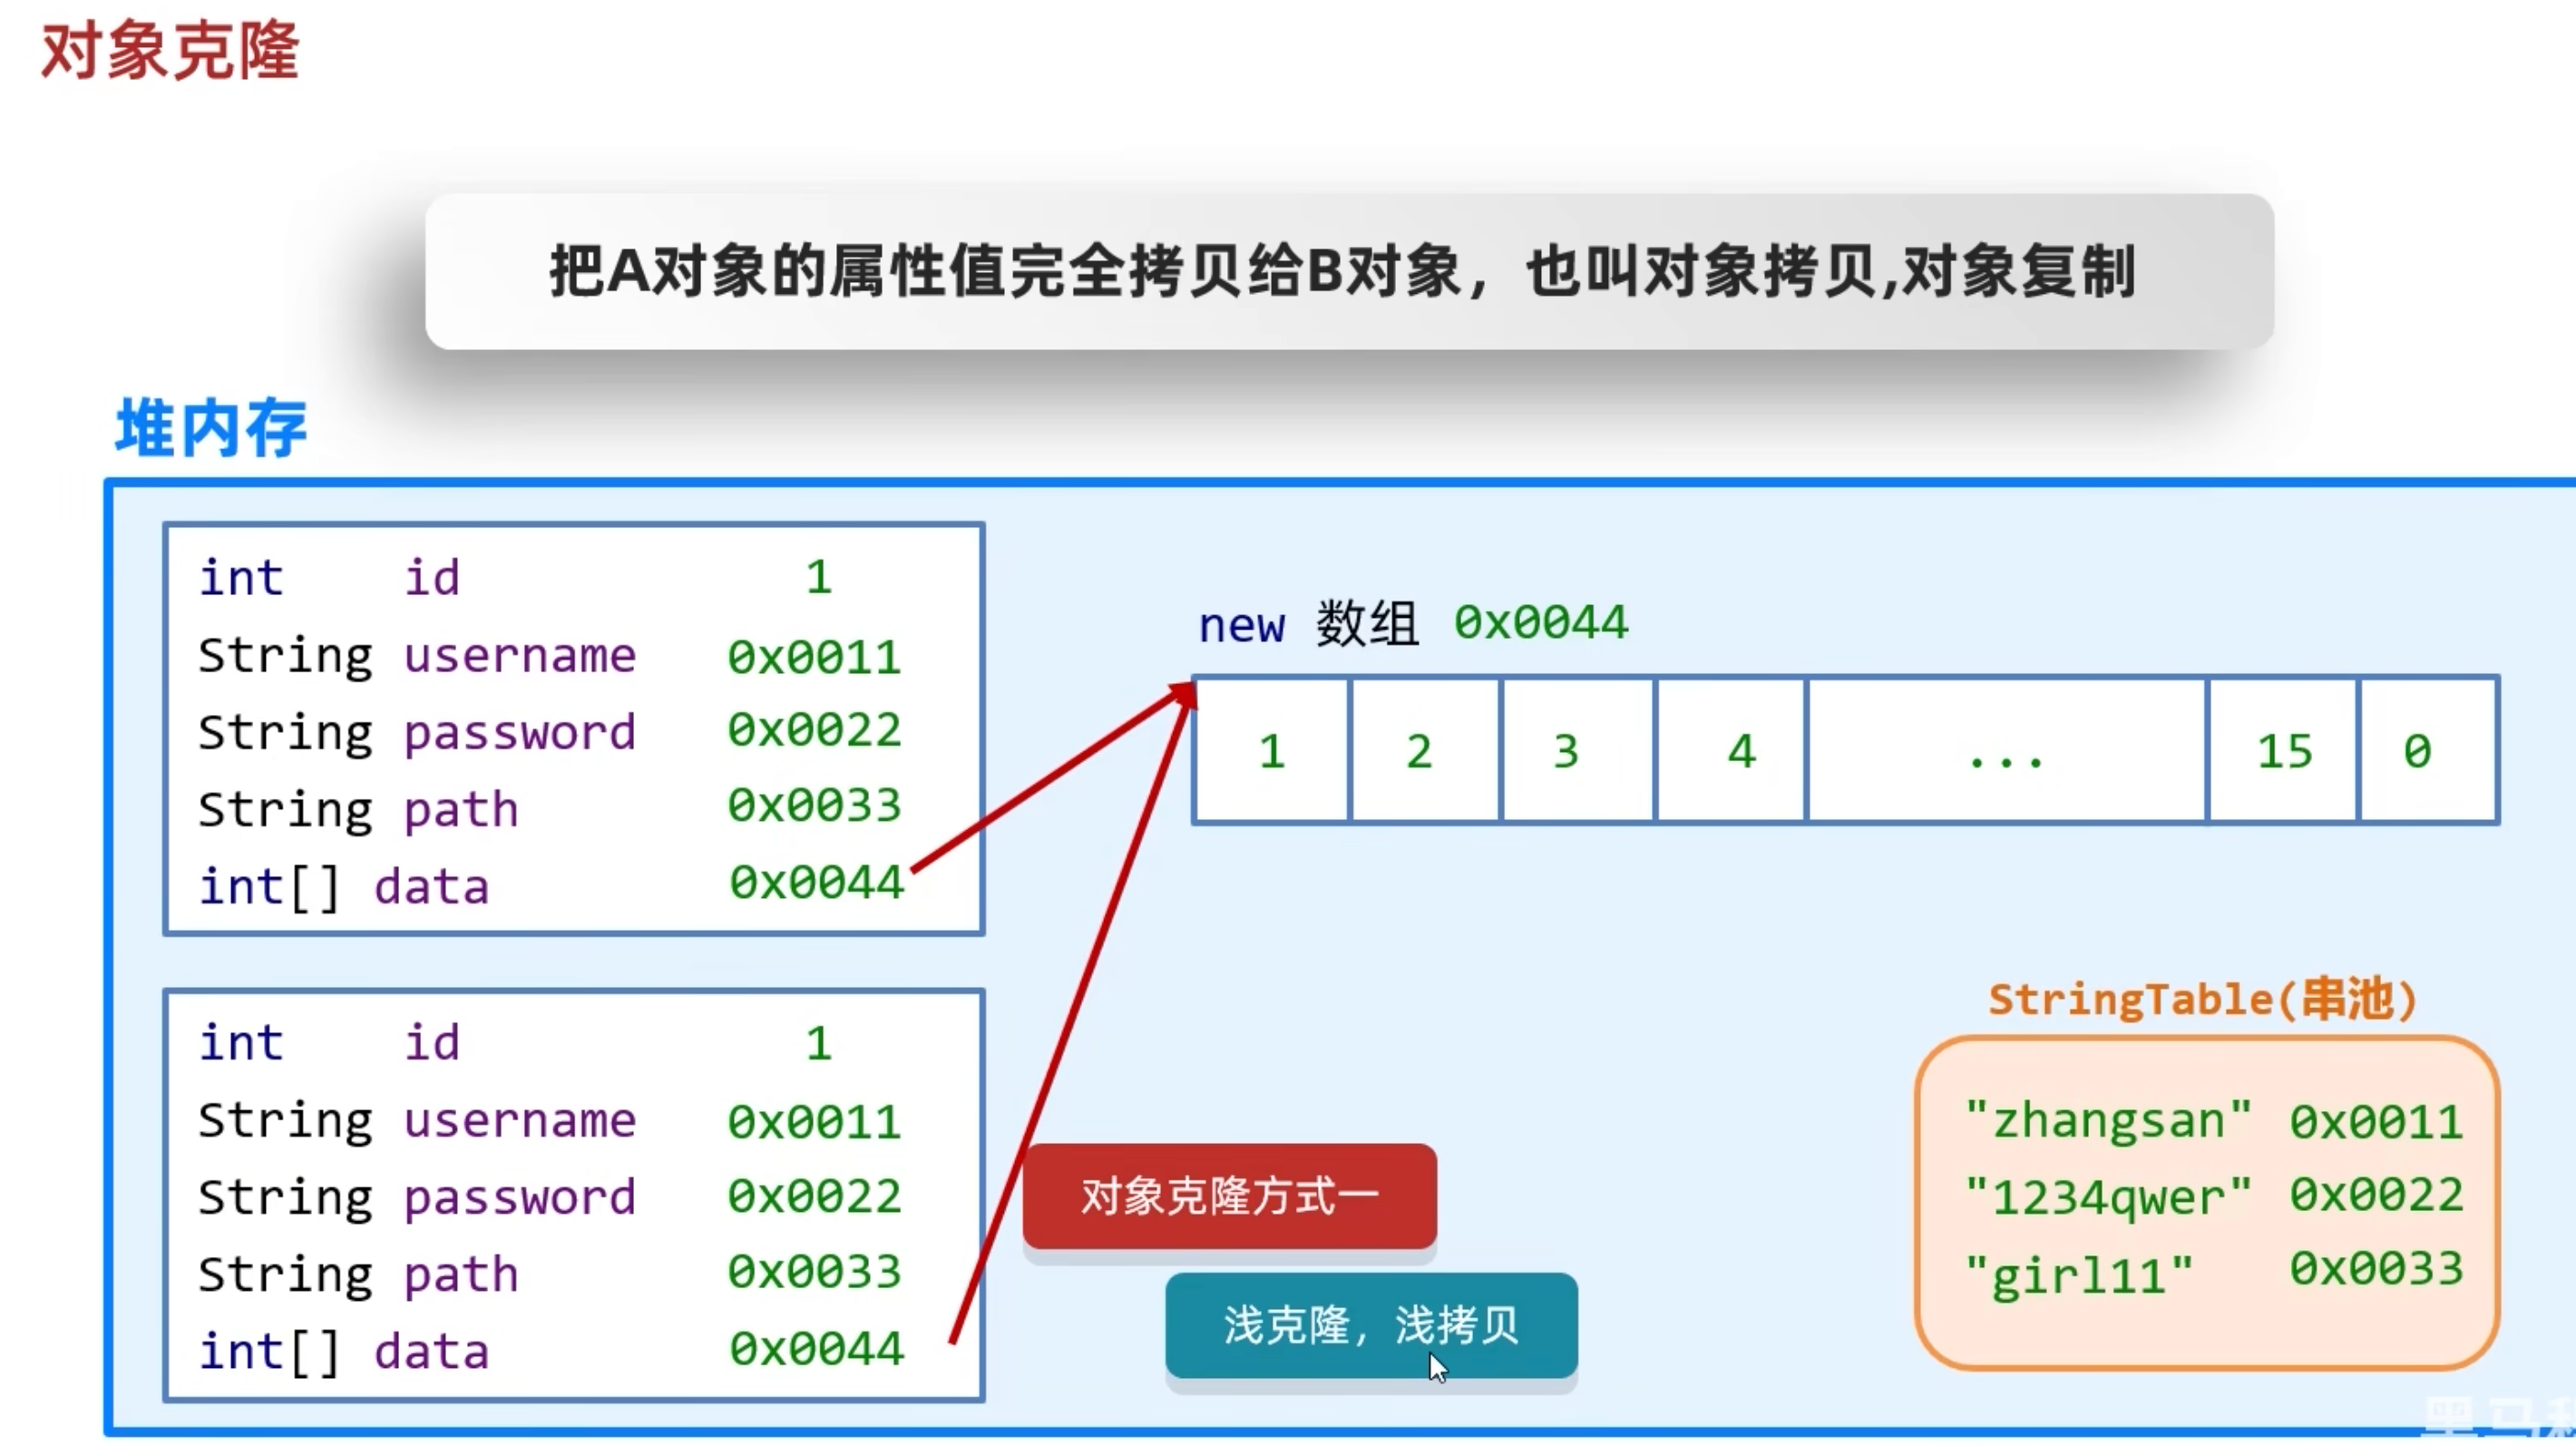 对象克隆
把A对象的属性值完全拷贝给B对象，也叫对象拷贝,对象复制
堆内存
int id 1
String username 0x0011
String password 0x0022
String path 0x0033
int[] data 0x0044
new 数组 0x0044
1 2 3 4 ... 15 0
int id 1
String username 0x0011
String password 0x0022
String path 0x0033
int[] data 0x0044
对象克隆方式一
浅克隆，浅拷贝
StringTable(串池)
"zhangsan" 0x0011
"1234qwer" 0x0022
"girl11" 0x0033